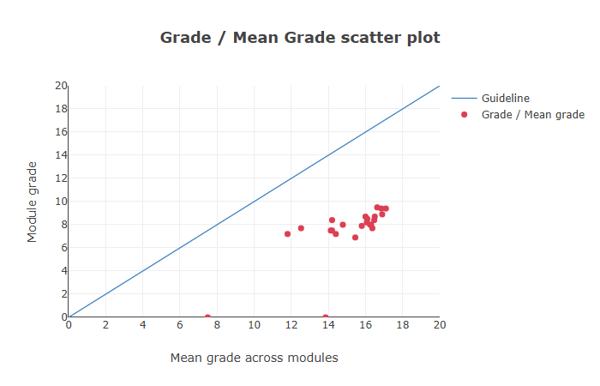 Grade / Mean Grade scatter plot
20
18
16
14
12
10
8
6
4
2
0
Module grade
0 2 4 6 8 10 12 14 16 18 20
Mean grade across modules
Guideline
Grade / Mean grade